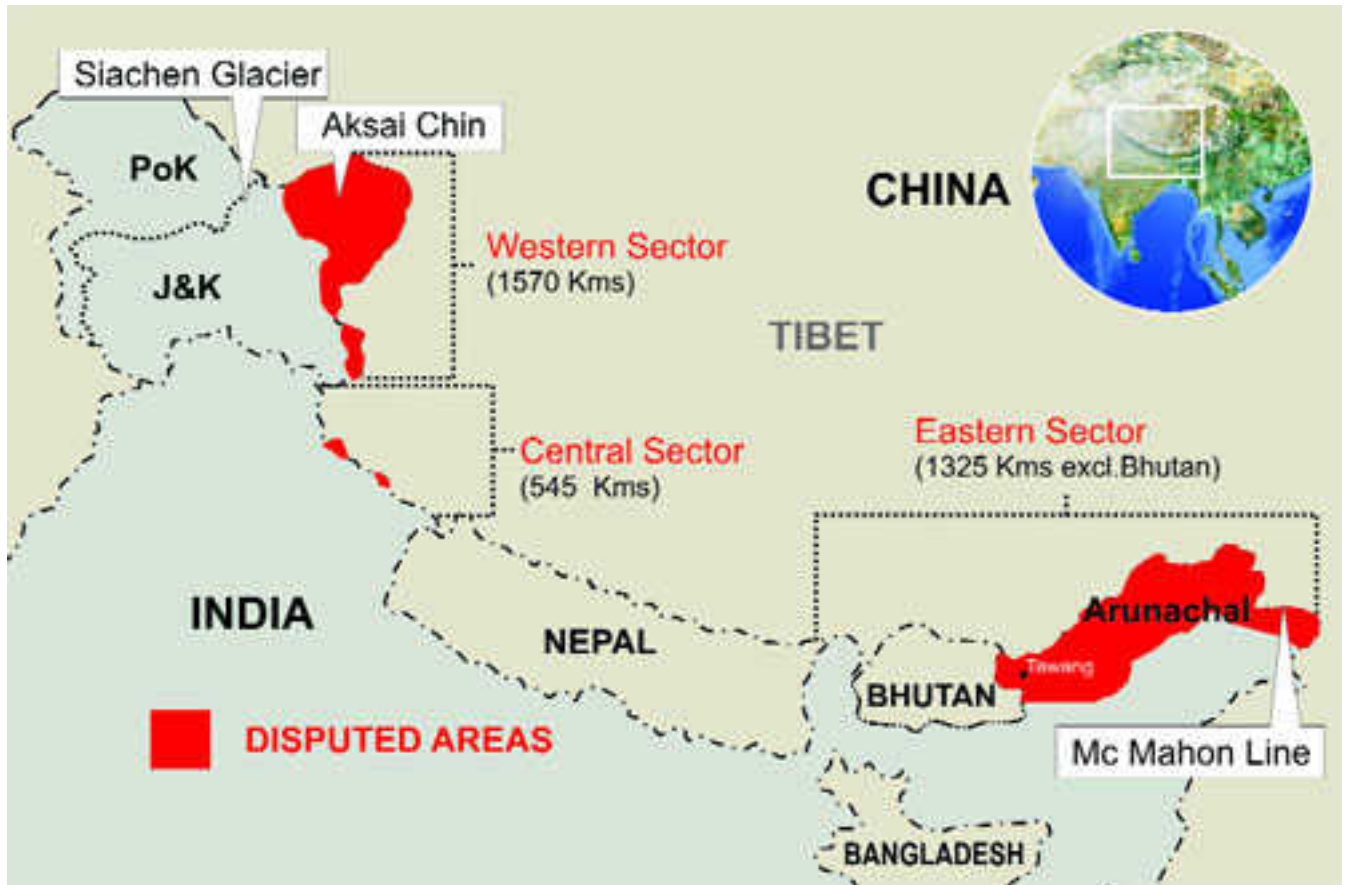 Siachen Glacier
Aksai Chin
PoK
CHINA
Western Sector
(1570 Kms)
J&K
TIBET
Eastern Sector
(1325 Kms excl.Bhutan)
Central Sector
(545 Kms)
INDIA
NEPAL
Arunachal
Tawang
BHUTAN
DISPUTED AREAS
Mc Mahon Line
BANGLADESH